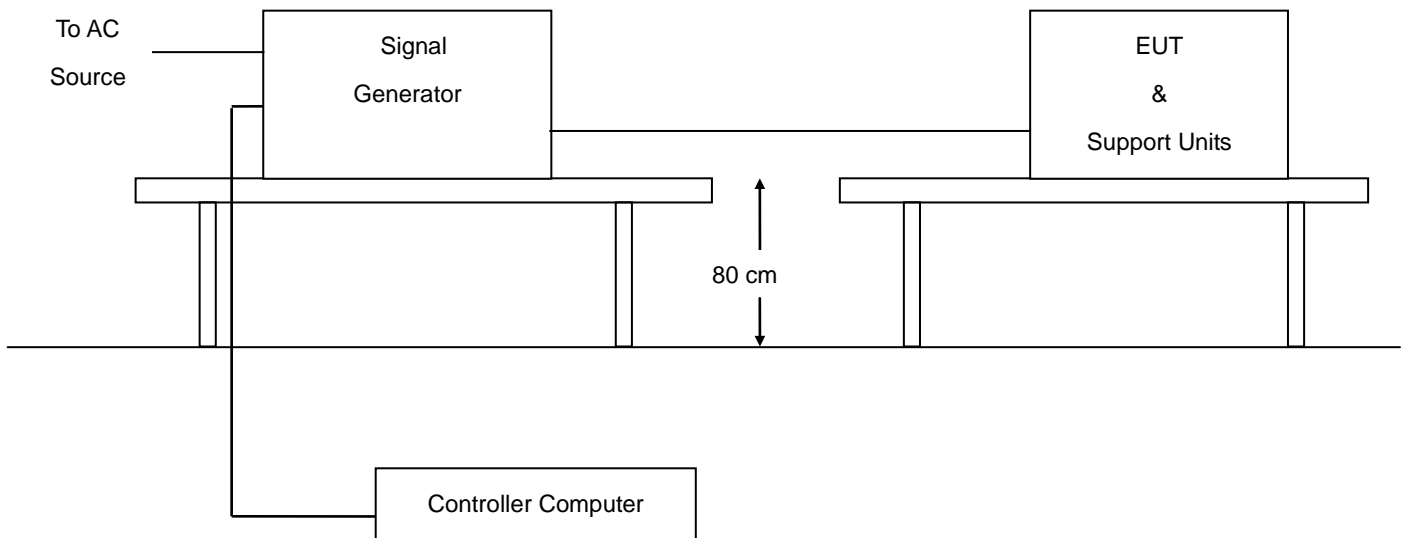 To AC
Source
Signal
Generator
EUT
&
Support Units
80 cm
Controller Computer